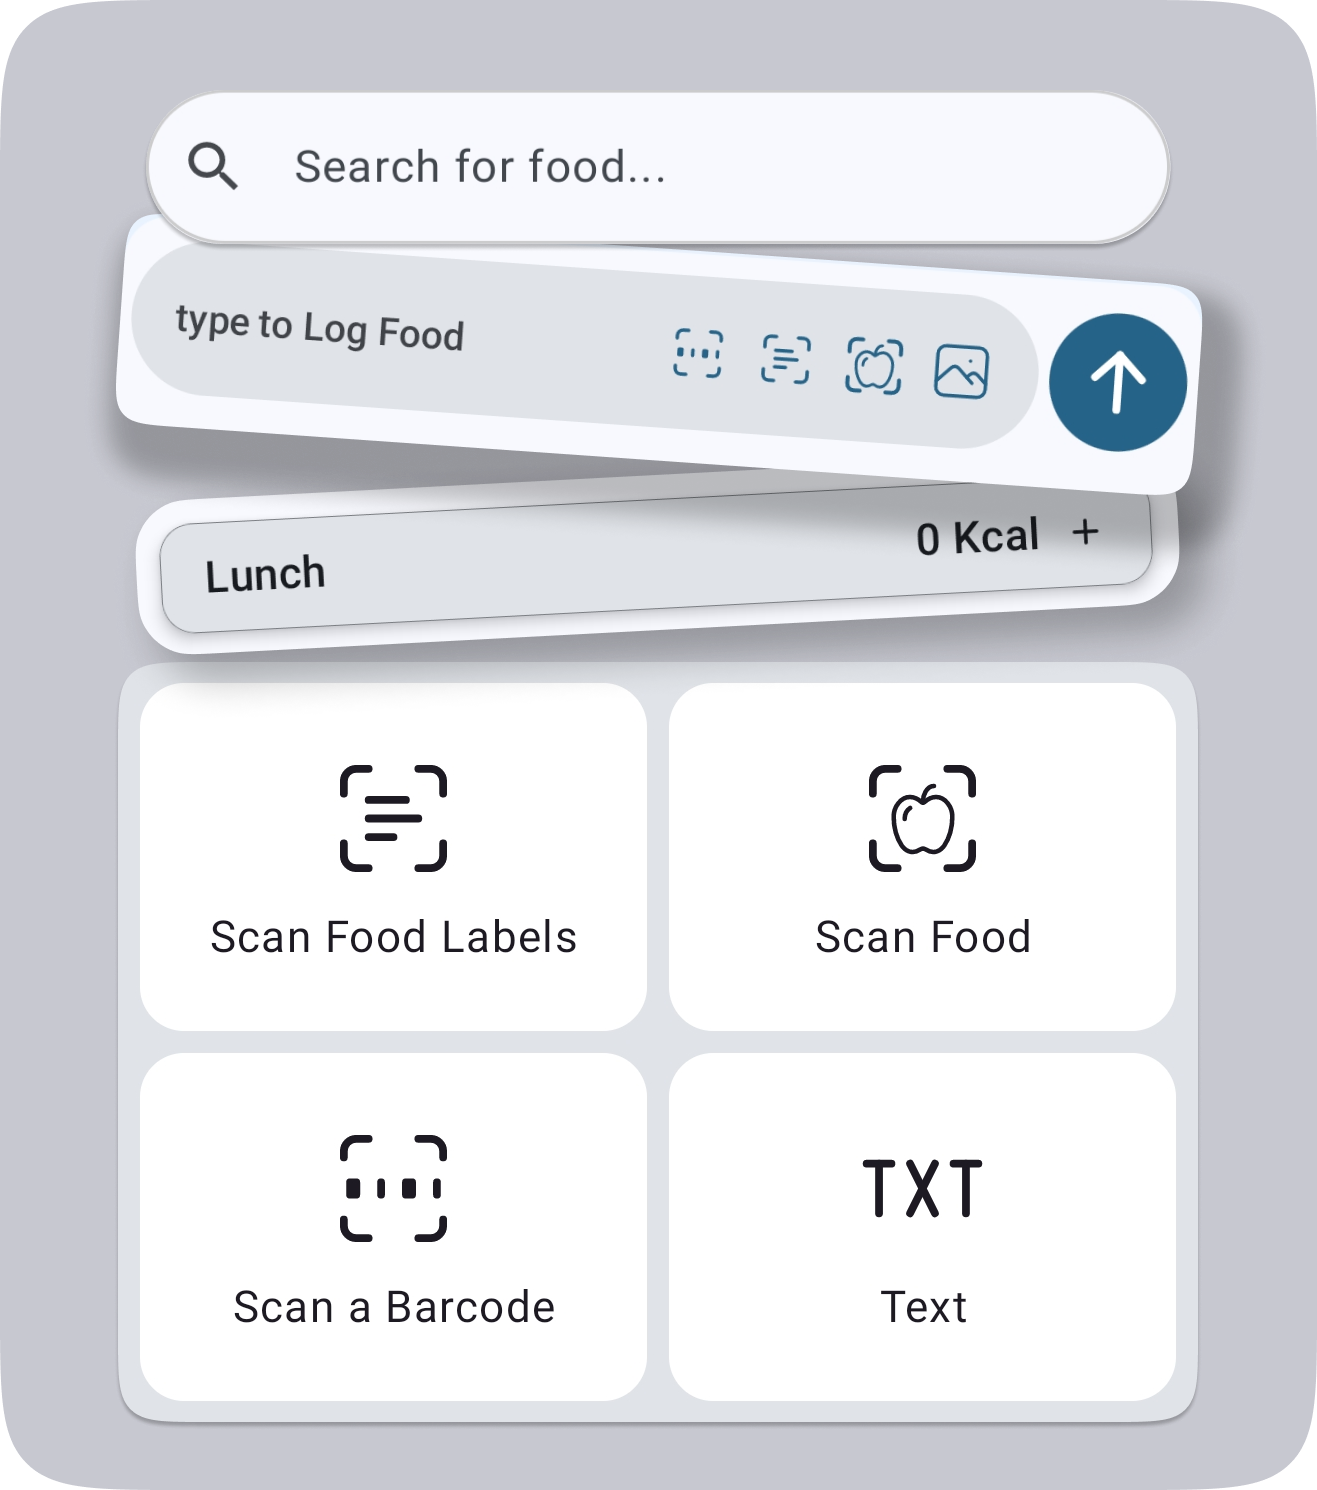 Search for food...
type to Log Food
Lunch
0 Kcal +
Scan Food Labels
Scan Food
Scan a Barcode
TXT
Text